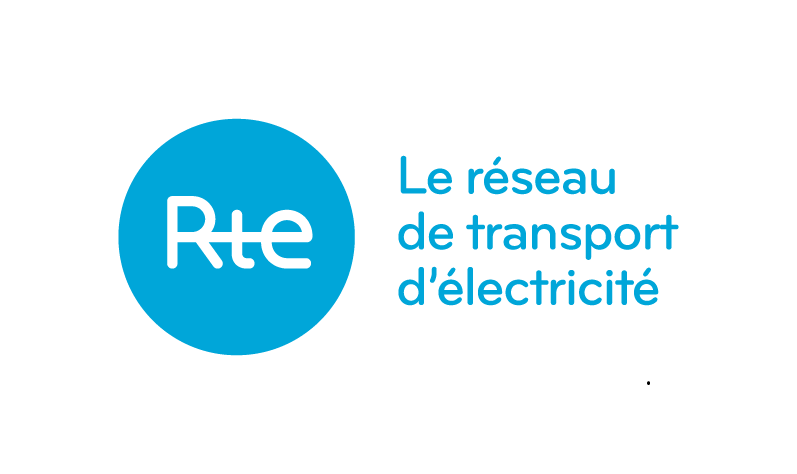 Rte
Le réseau
de transport
d’électricité
.